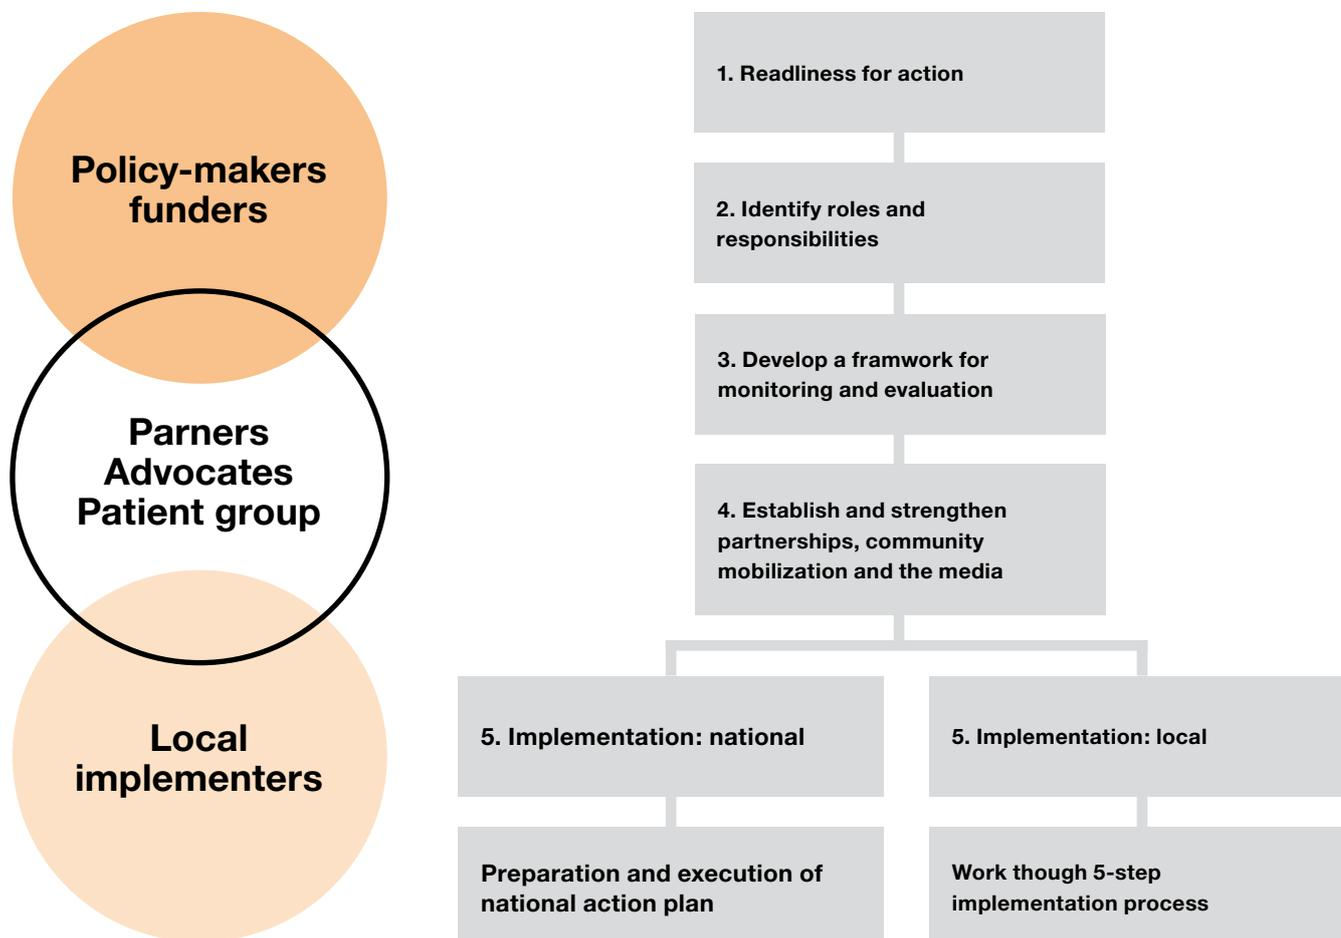 Policy-makers
funders
Parners
Advocates
Patient group
Local
implementers
1. Readliness for action
2. Identify roles and
responsibilities
3. Develop a framwork for
monitoring and evaluation
4. Establish and strengthen
partnerships, community
mobilization and the media
5. Implementation: national
5. Implementation: local
Preparation and execution of
national action plan
Work though 5-step
implementation process